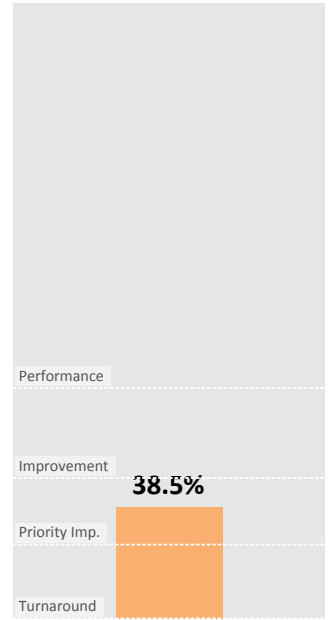 Performance
Improvement
38.5%
Priority Imp.
Turnaround